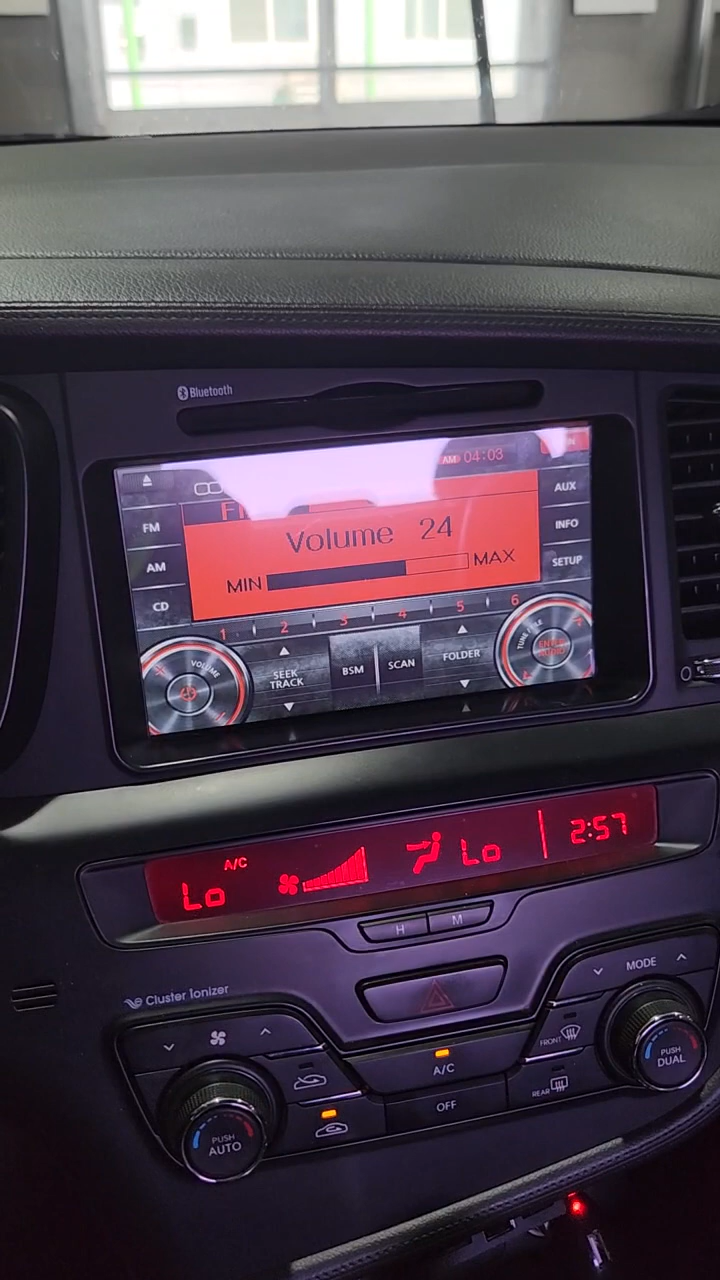 Bluetooth
AM 04:03
AUX
FM
Volume 24
INFO
AM
MIN MAX
SETUP
CD
1 2 3 4 5 6
VOLUME
SEEK
TRACK
BSM
SCAN
FOLDER
A/C
Lo
Lo
2:57
H M
Cluster Ionizer
MODE
FRONT
A/C
PUSH
DUAL
REAR
OFF
PUSH
AUTO